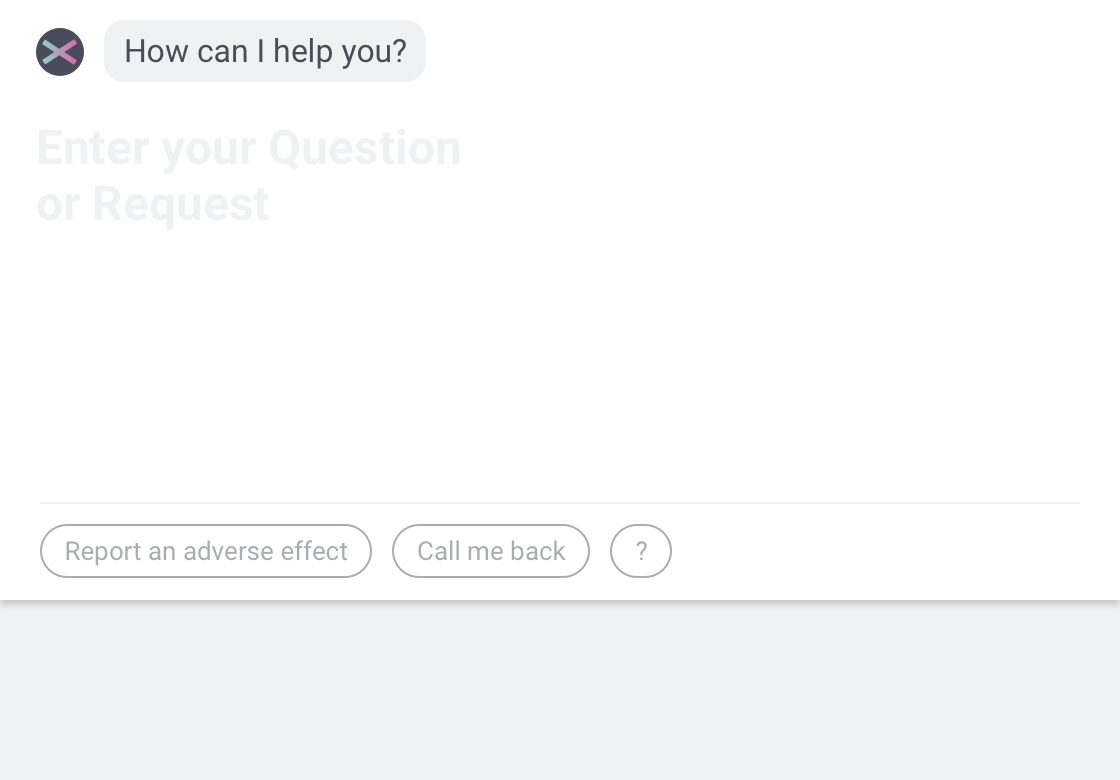 How can I help you?
Enter your Question
or Request
Report an adverse effect
Call me back
?